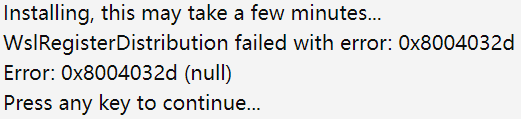 Installing, this may take a few minutes...
WslRegisterDistribution failed with error: 0x8004032d
Error: 0x8004032d (null)
Press any key to continue...